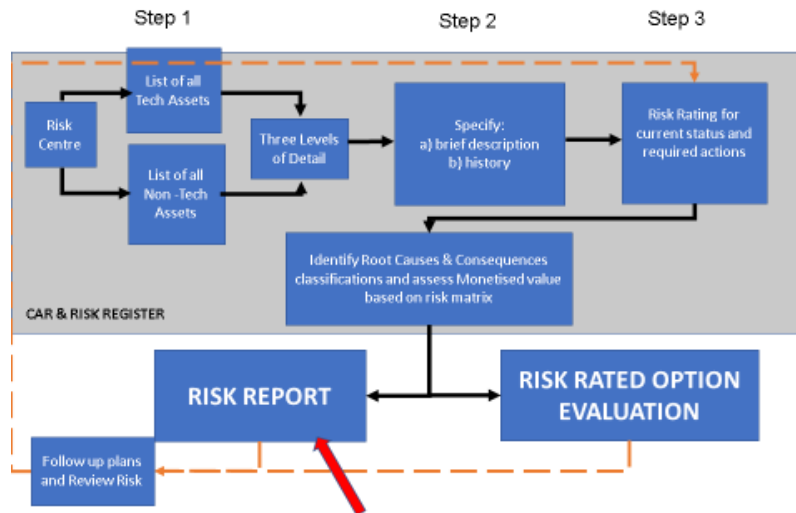 Step 1
Step 2
Step 3
List of all
Tech Assets
Risk
Centre
Three Levels
of Detail
List of all
Non -Tech
Assets
Specify:
a) brief description
b) history
Risk Rating for
current status and
required actions
Identify Root Causes & Consequences
classifications and assess Monetised value
based on risk matrix
CAR & RISK REGISTER
RISK REPORT
RISK RATED OPTION
EVALUATION
Follow up plans
and Review Risk